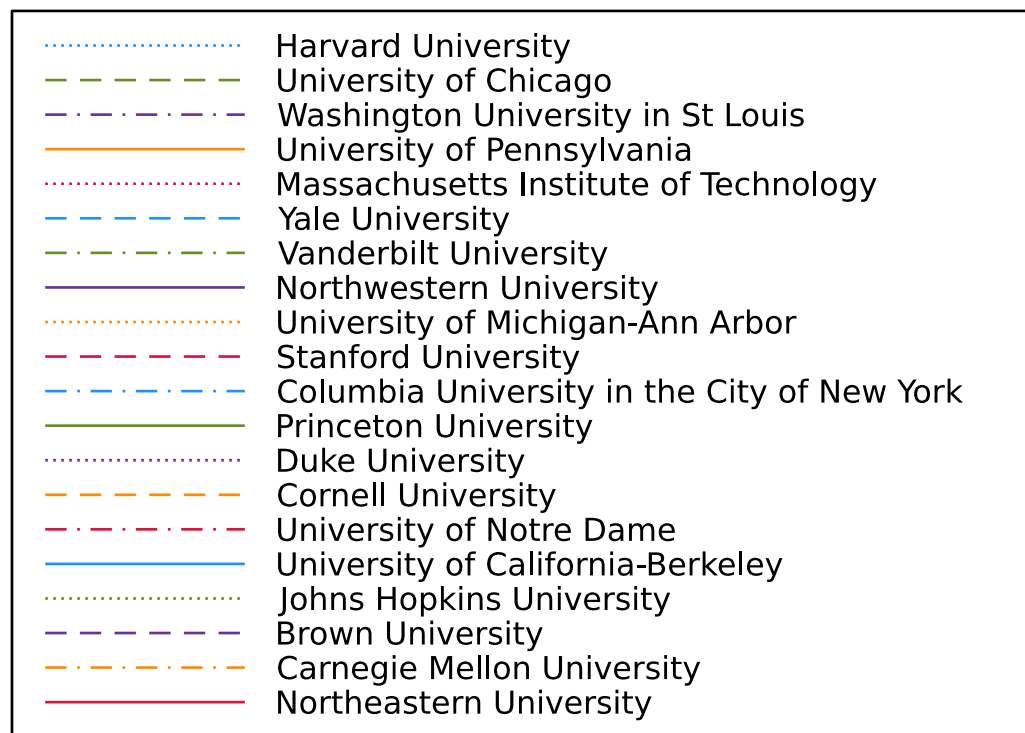 Harvard University
University of Chicago
Washington University in St Louis
University of Pennsylvania
Massachusetts Institute of Technology
Yale University
Vanderbilt University
Northwestern University
University of Michigan-Ann Arbor
Stanford University
Columbia University in the City of New York
Princeton University
Duke University
Cornell University
University of Notre Dame
University of California-Berkeley
Johns Hopkins University
Brown University
Carnegie Mellon University
Northeastern University